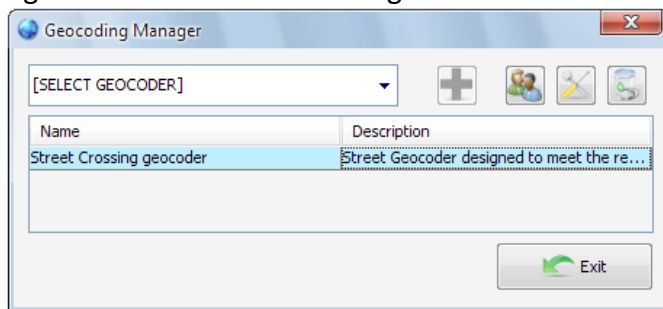 Geocoding Manager
[SELECT GEOCODER]
Name Description
Street Crossing geocoder Street Geocoder designed to meet the re...
Exit